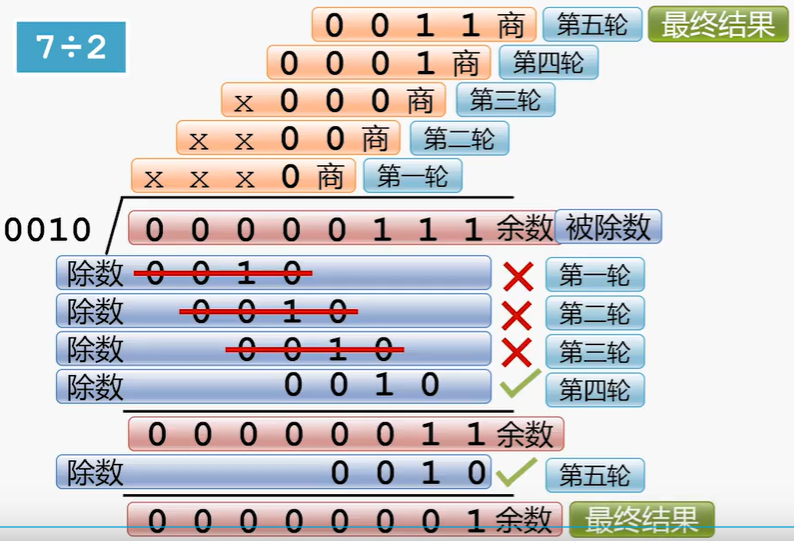 7÷2
0 0 1 1 商 第五轮 最终结果
0 0 0 1 商 第四轮
x 0 0 0 商 第三轮
x x 0 0 商 第二轮
x x x 0 商 第一轮
0010 0 0 0 0 0 1 1 1 余数 被除数
除数 0 0 1 0 第一轮
除数 0 0 1 0 第二轮
除数 0 0 1 0 第三轮
除数 0 0 1 0 第四轮
0 0 0 0 0 0 1 1 余数
除数 0 0 1 0 第五轮
0 0 0 0 0 0 0 1 余数 最终结果